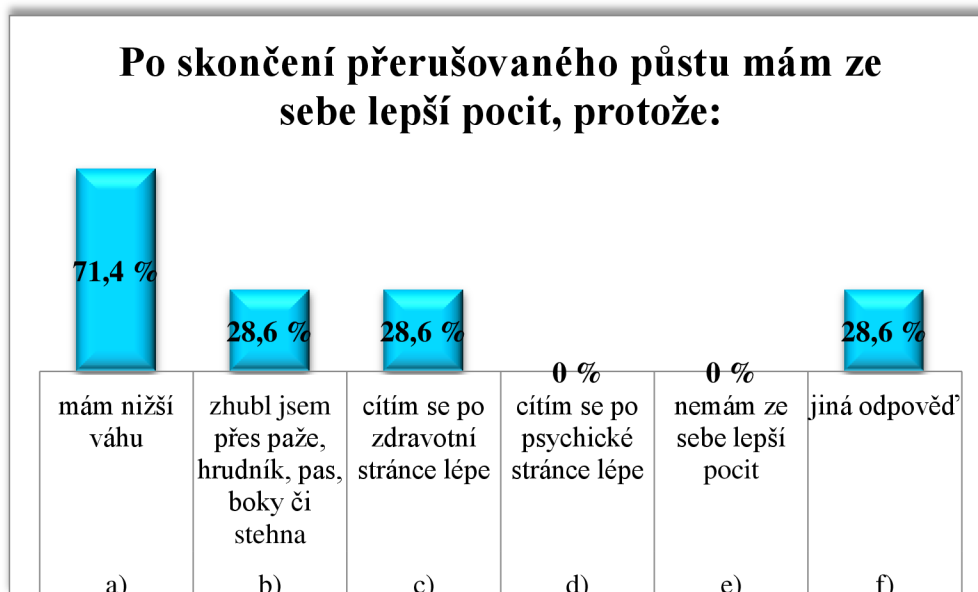 Po skončení přerušovaného půstu mám ze
sebe lepší pocit, protože:
71,4 %
28,6 %
28,6 %
0 %
0 %
28,6 %
mám nižší
váhu
zhubl jsem
přes paže,
hrudník, pas,
boky či
stehna
cítím se po
zdravotní
stránce lépe
cítím se po
psychické
stránce lépe
nemám ze
sebe lepší
pocit
jiná odpověď
a)
b)
c)
d)
e)
f)